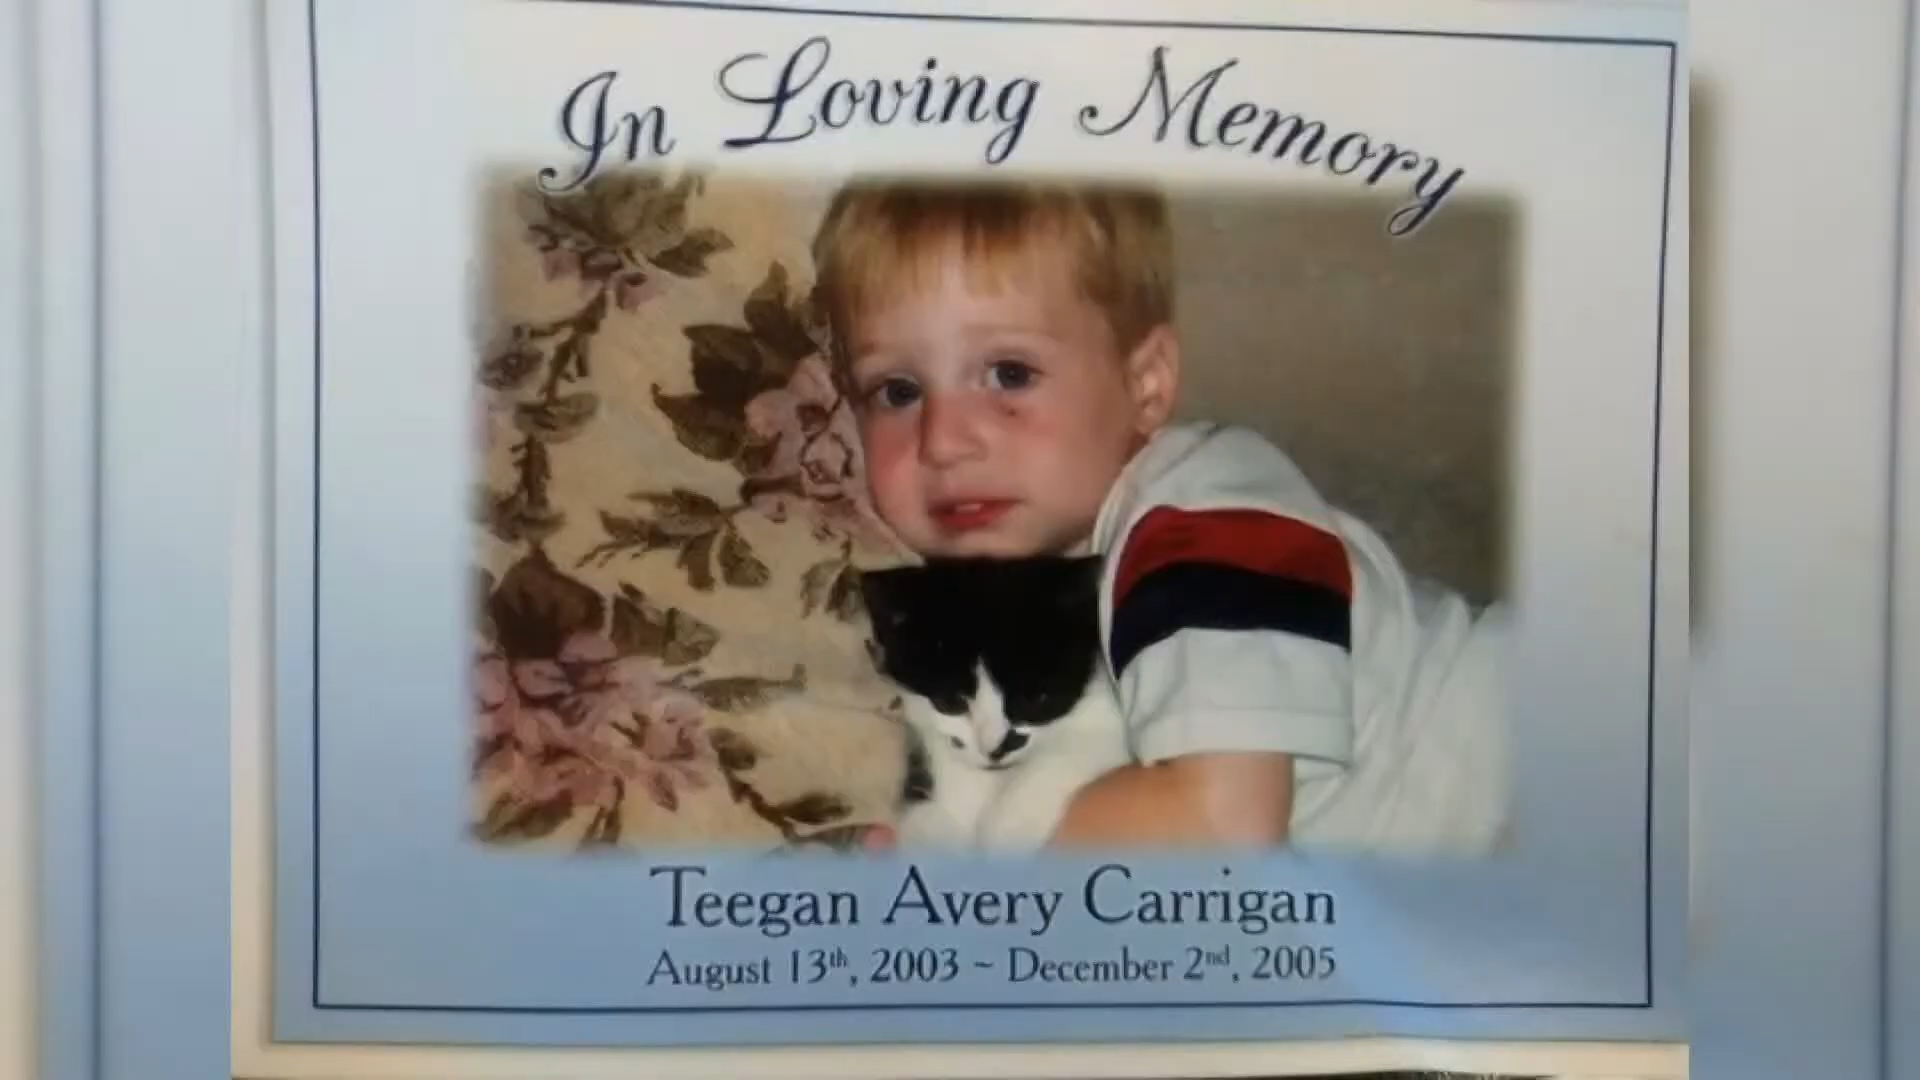 In Loving Memory
Teegan Avery Carrigan
August 13th, 2003 ~ December 2nd, 2005